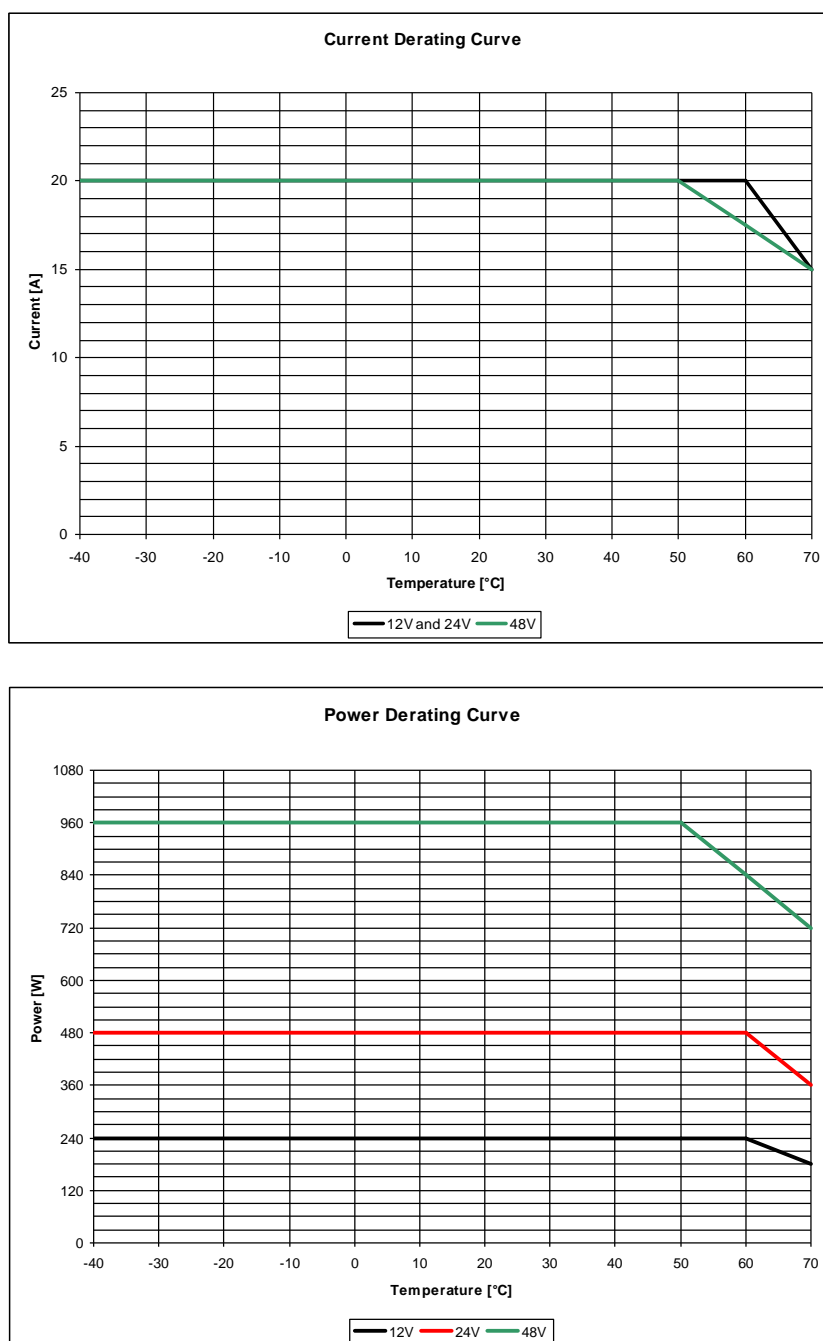 Current Derating Curve
25
20
15
10
5
0
Current [A]
-40 -30 -20 -10 0 10 20 30 40 50 60 70
Temperature [°C]
12V and 24V 48V
Power Derating Curve
1080
960
840
720
600
480
360
240
120
0
Power [W]
-40 -30 -20 -10 0 10 20 30 40 50 60 70
Temperature [°C]
12V 24V 48V